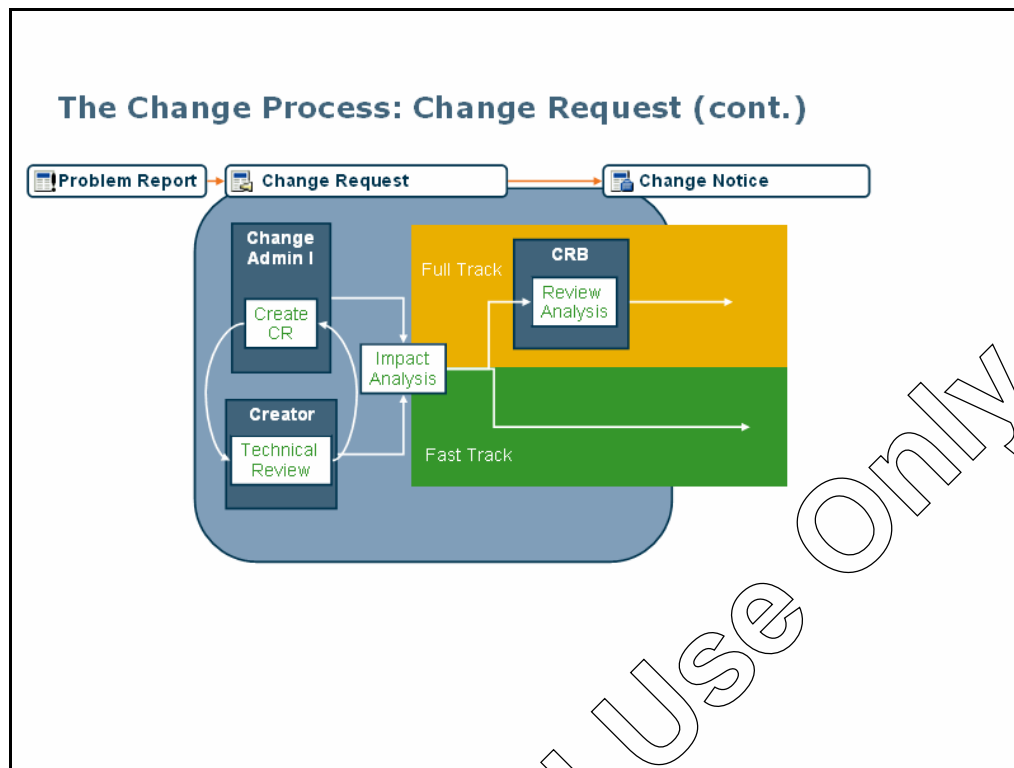 The Change Process: Change Request (cont.)
Problem Report
Change Request
Change Notice
Change
Admin I
Create
CR
Creator
Technical
Review
Impact
Analysis
Full Track
CRB
Review
Analysis
Fast Track
Use Only